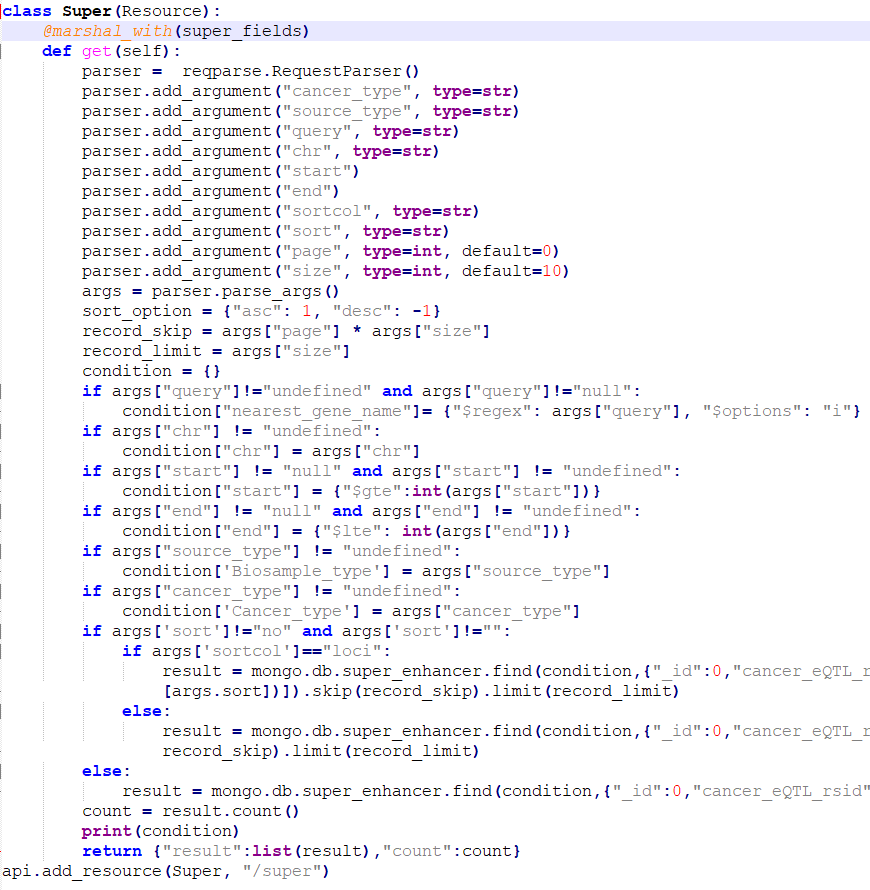 class Super(Resource):
    @marshal_with(super_fields)
    def get(self):
        parser =  reqparse.RequestParser()
        parser.add_argument("cancer_type", type=str)
        parser.add_argument("source_type", type=str)
        parser.add_argument("query", type=str)
        parser.add_argument("chr", type=str)
        parser.add_argument("start")
        parser.add_argument("end")
        parser.add_argument("sortcol", type=str)
        parser.add_argument("sort", type=str)
        parser.add_argument("page", type=int, default=0)
        parser.add_argument("size", type=int, default=10)
        args = parser.parse_args()
        sort_option = {"asc": 1, "desc": -1}
        record_skip = args["page"] * args["size"]
        record_limit = args["size"]
        condition = {}
        if args["query"]!="undefined" and args["query"]!="null":
            condition["nearest_gene_name"]= {"$regex": args["query"], "$options": "i"}
        if args["chr"] != "undefined":
            condition["chr"] = args["chr"]
        if args["start"] != "null" and args["start"] != "undefined":
            condition["start"] = {"$gte":int(args["start"])}
        if args["end"] != "null" and args["end"] != "undefined":
            condition["end"] = {"$lte": int(args["end"])}
        if args["source_type"] != "undefined":
            condition['Biosample_type'] = args["source_type"]
        if args["cancer_type"] != "undefined":
            condition['Cancer_type'] = args["cancer_type"]
        if args['sort']!="no" and args['sort']!="":
            if args['sortcol']=="loci":
                result = mongo.db.super_enhancer.find(condition,{"_id":0,"cancer_eQTL_r
                [args.sort])]).skip(record_skip).limit(record_limit)
            else:
                result = mongo.db.super_enhancer.find(condition,{"_id":0,"cancer_eQTL_r
                record_skip).limit(record_limit)
        else:
            result = mongo.db.super_enhancer.find(condition,{"_id":0,"cancer_eQTL_rsid"
        count = result.count()
        print(condition)
        return {"result":list(result),"count":count}
api.add_resource(Super, "/super")